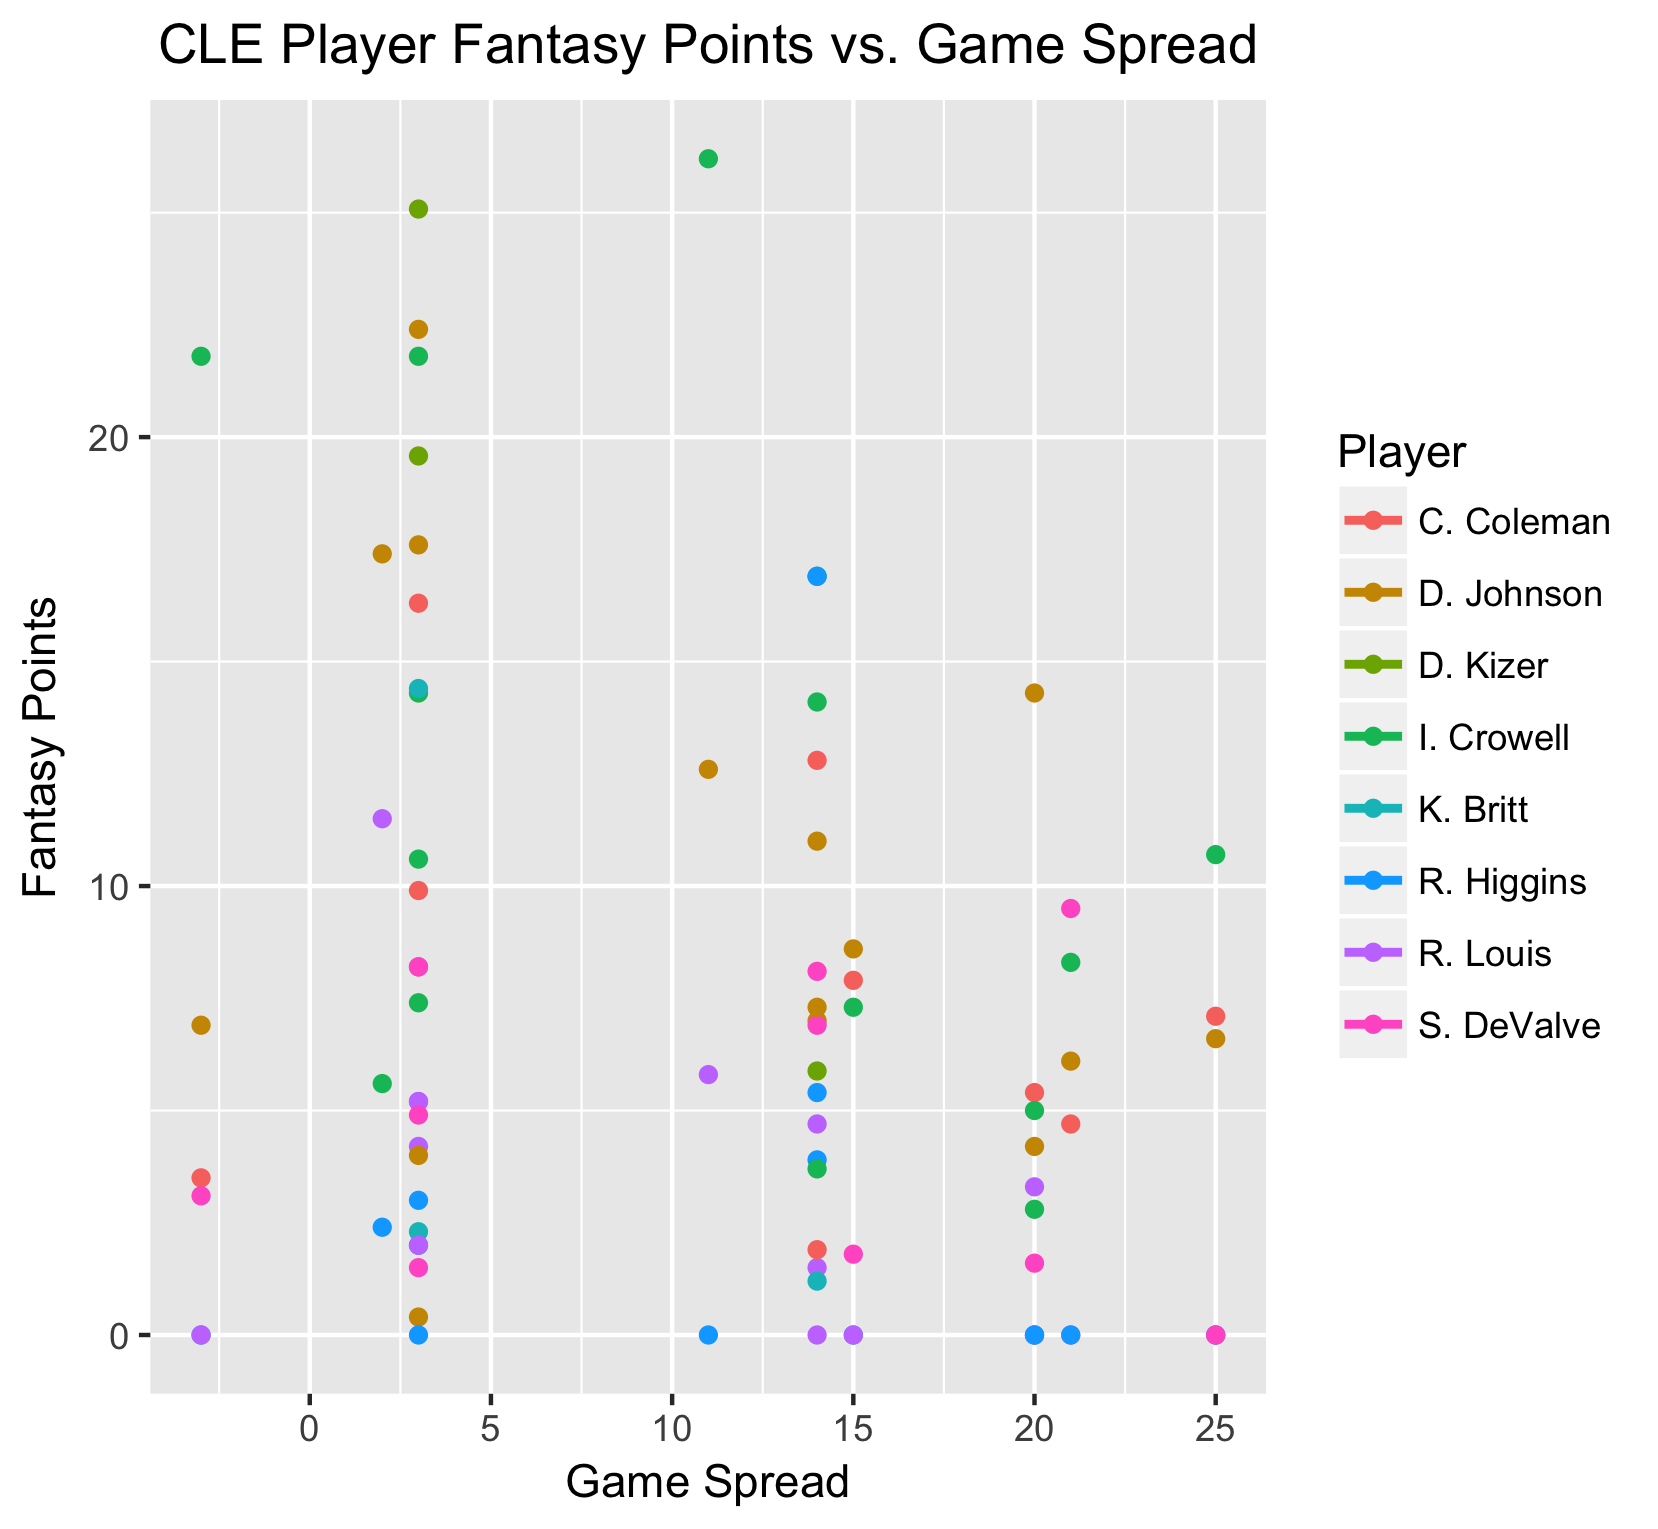 CLE Player Fantasy Points vs. Game Spread
Fantasy Points
20
10
0
0
5
10
15
20
25
Game Spread
Player
C. Coleman
D. Johnson
D. Kizer
I. Crowell
K. Britt
R. Higgins
R. Louis
S. DeValve